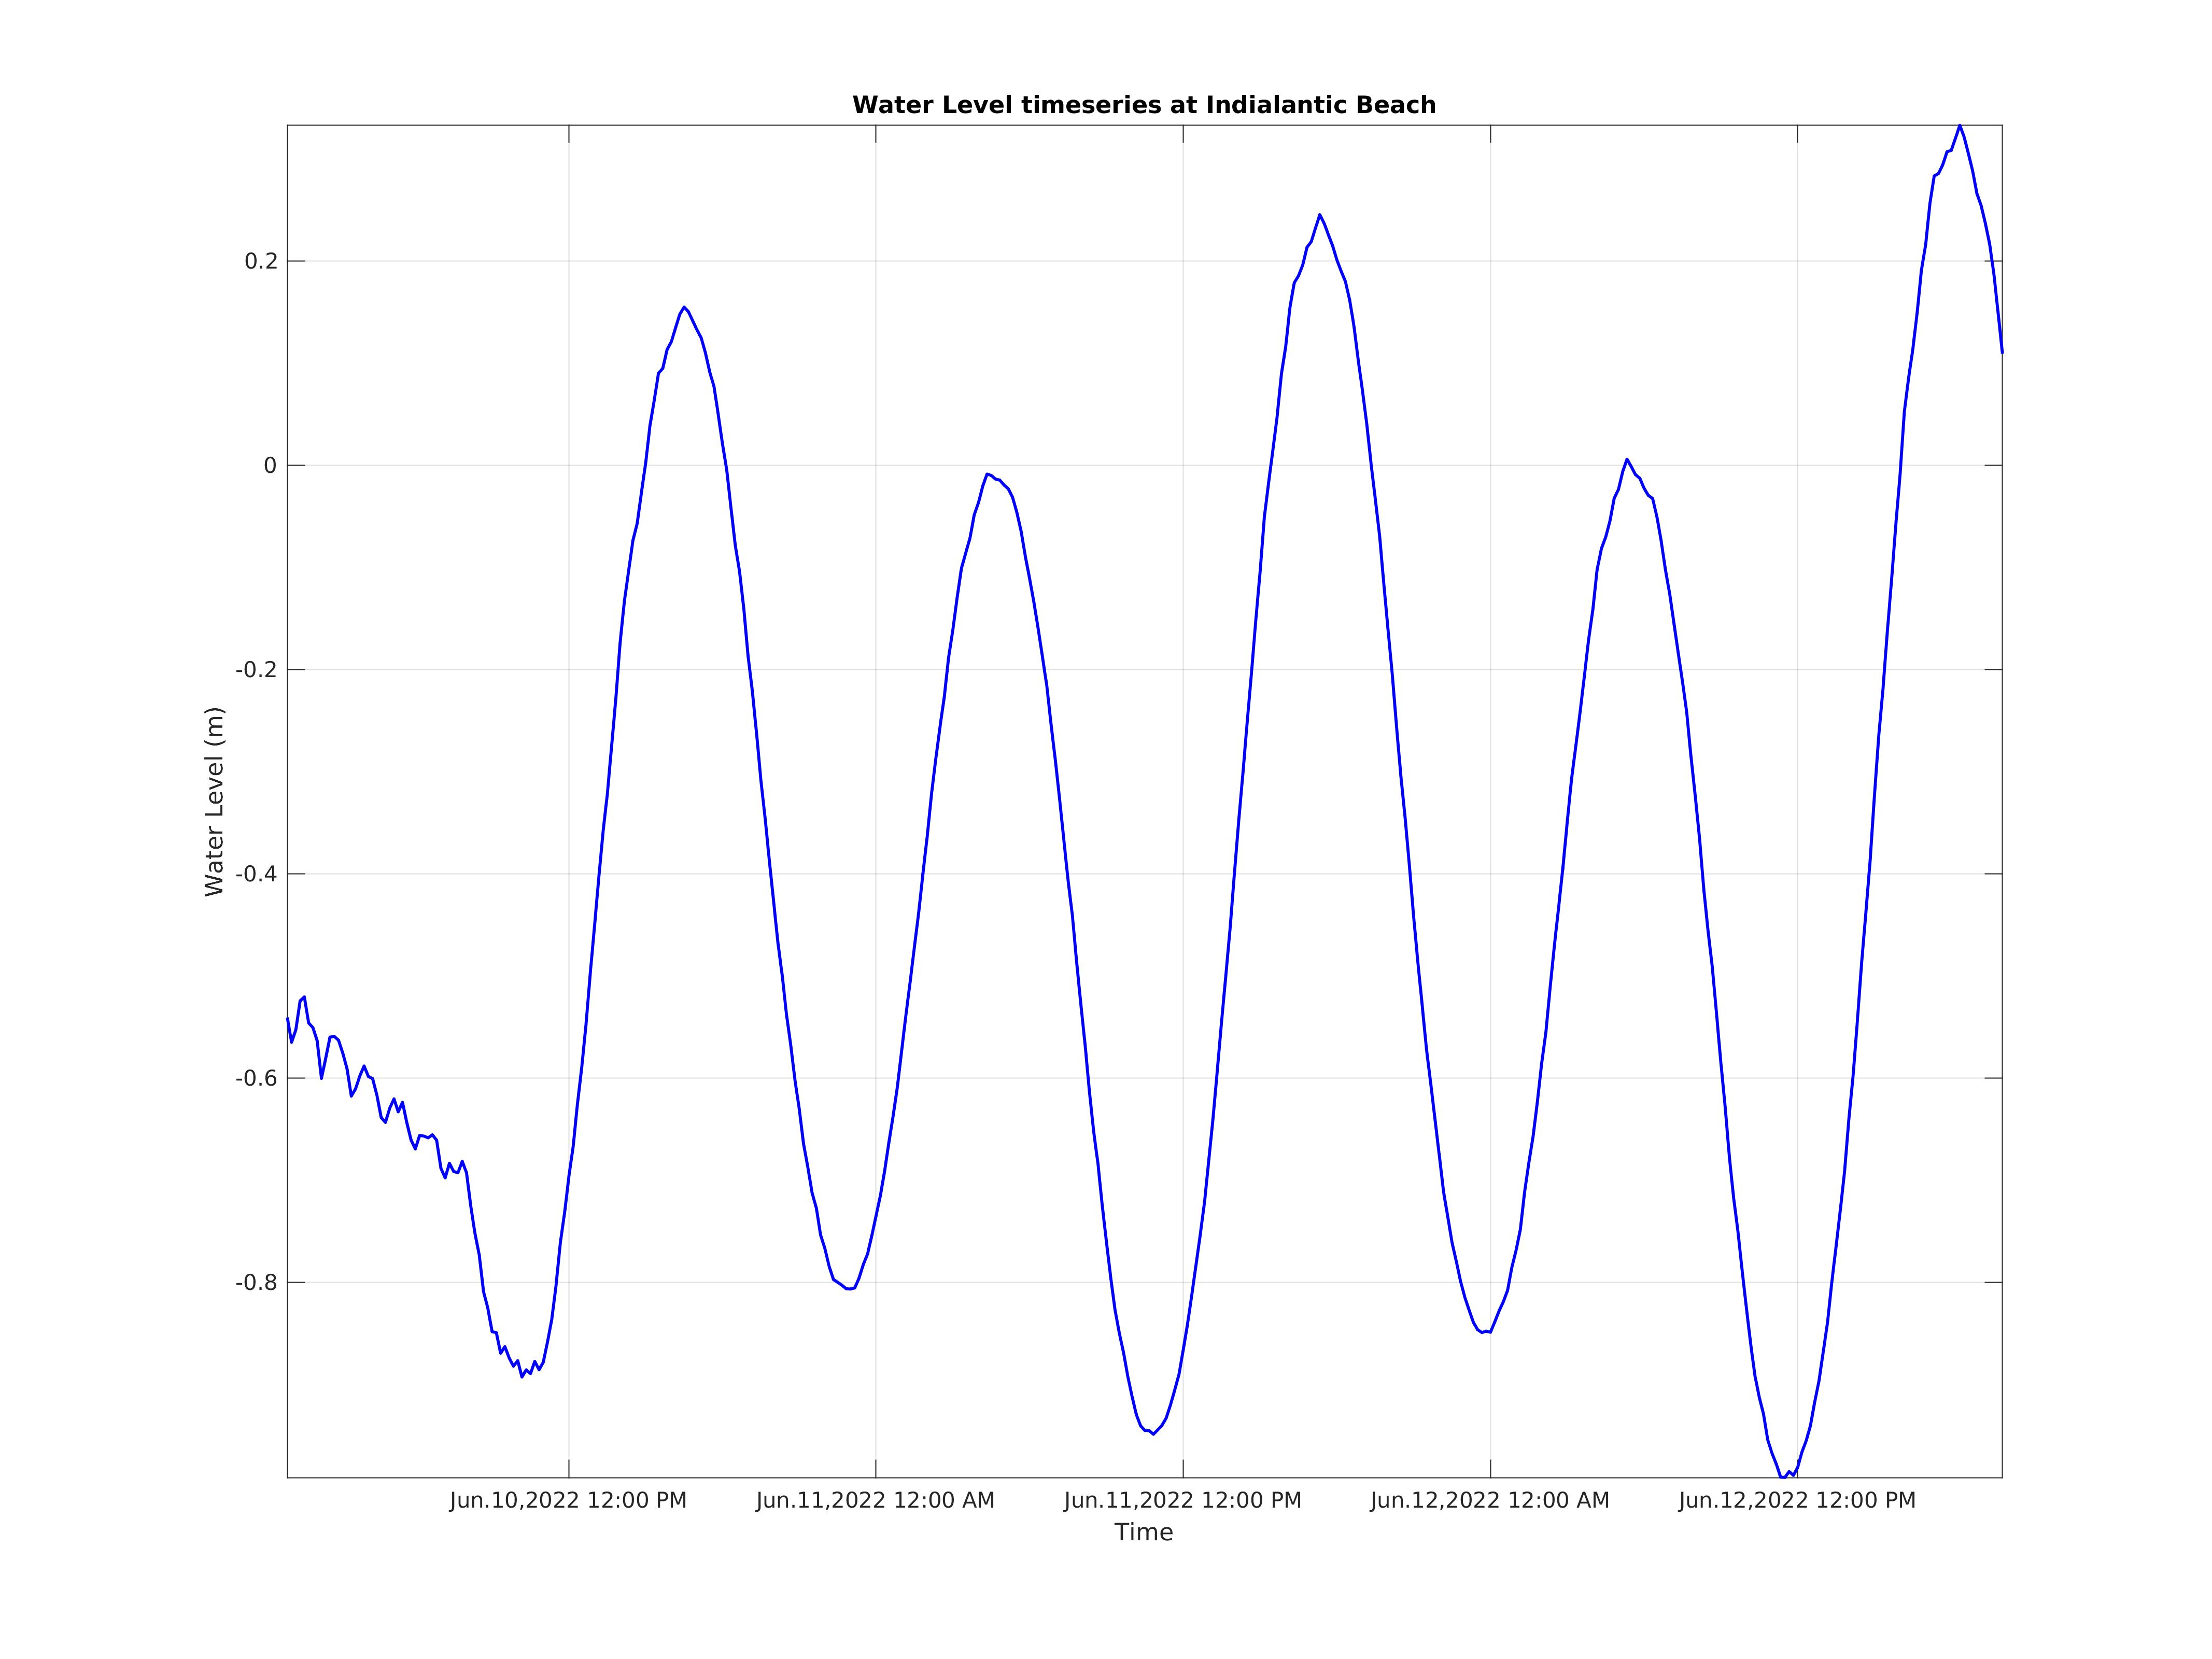 Water Level timeseries at Indialantic Beach
0.2
0
-0.2
-0.4
-0.6
-0.8
Water Level (m)
Jun.10,2022 12:00 PM
Jun.11,2022 12:00 AM
Jun.11,2022 12:00 PM
Jun.12,2022 12:00 AM
Jun.12,2022 12:00 PM
Time